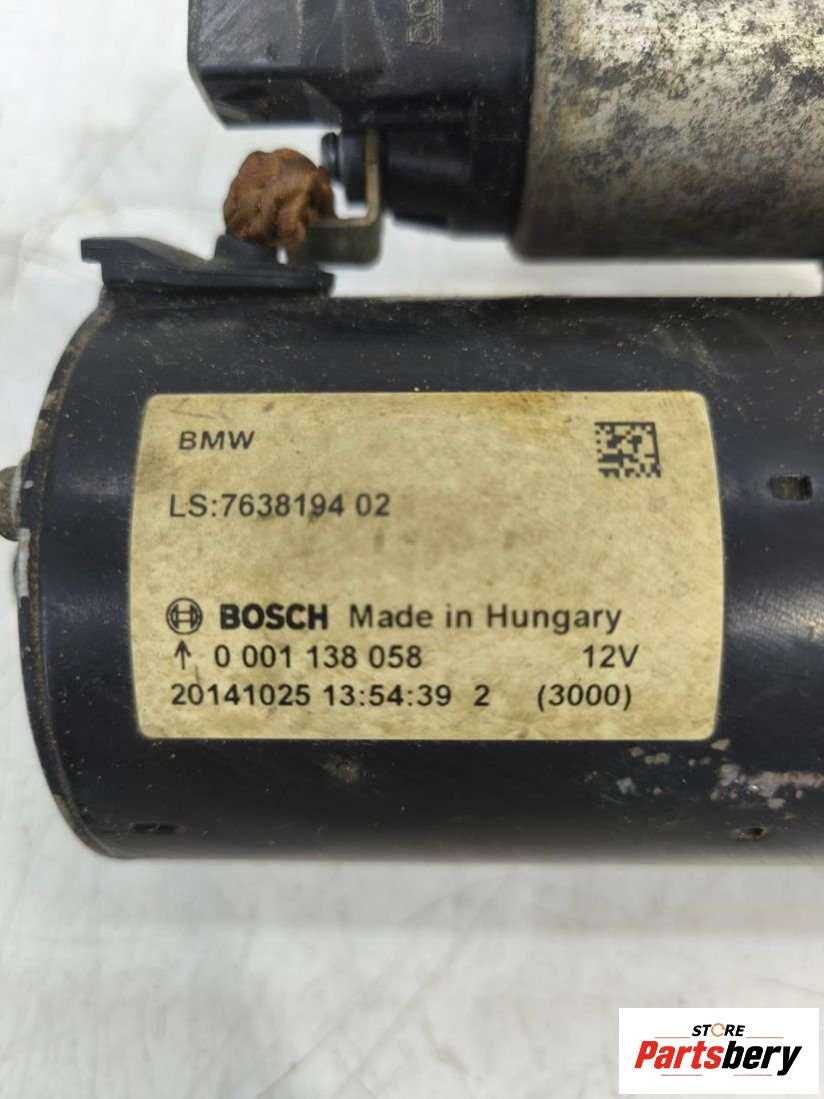 BMW
LS:7638194 02
BOSCH Made in Hungary
↑ 0 001 138 058 12V
20141025 13:54:39 2 (3000)
STORE
Partsbery